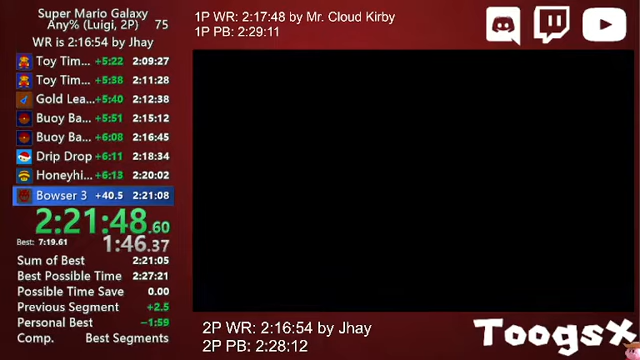 Super Mario Galaxy
Any% (Luigi, 2P) 75
WR is 2:16:54 by Jhay
Toy Tim... +5:22 2:09:27
Toy Tim... +5:38 2:11:28
Gold Lea... +5:40 2:12:38
Buoy Ba... +5:51 2:15:12
Buoy Ba... +6:08 2:16:45
Drip Drop +6:11 2:18:34
Honeyhi... +6:13 2:20:02
Bowser 3 +40.5 2:21:08
2:21:48.60
Best: 7:19.61 1:46.37
Sum of Best 2:21:05
Best Possible Time 2:27:21
Possible Time Save 0.00
Previous Segment +2.5
Personal Best −1:59
Comp. Best Segments
1P WR: 2:17:48 by Mr. Cloud Kirby
1P PB: 2:29:11
2P WR: 2:16:54 by Jhay
2P PB: 2:28:12
ToogsX